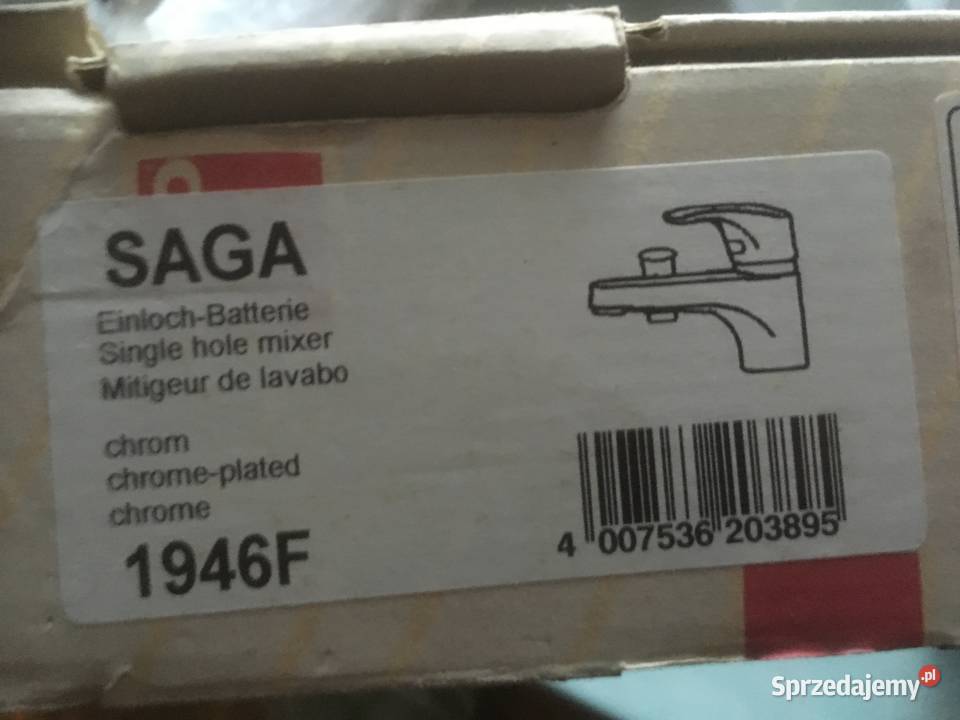 SAGA
Einloch-Batterie
Single hole mixer
Mitigeur de lavabo
chrom
chrome-plated
chrome
1946F
4 007536 203895
Sprzedajemy.pl